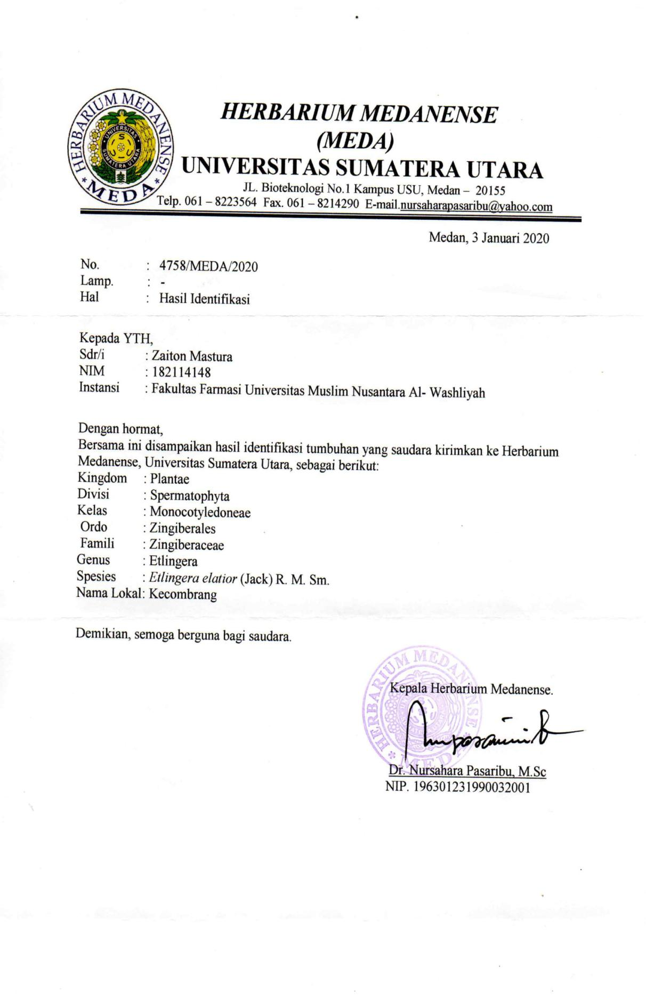 HERBARIUM MEDANENSE
* MEDA *
UNIVERSITAS
SUMATERA UTARA
HERBARIUM MEDANENSE
(MEDA)
UNIVERSITAS SUMATERA UTARA
JL. Bioteknologi No.1 Kampus USU, Medan – 20155
Telp. 061 – 8223564 Fax. 061 – 8214290 E-mail.nursaharapasaribu@yahoo.com
Medan, 3 Januari 2020
No. : 4758/MEDA/2020
Lamp. : -
Hal : Hasil Identifikasi
Kepada YTH,
Sdr/i : Zaiton Mastura
NIM : 182114148
Instansi : Fakultas Farmasi Universitas Muslim Nusantara Al- Washliyah
Dengan hormat,
Bersama ini disampaikan hasil identifikasi tumbuhan yang saudara kirimkan ke Herbarium
Medanense, Universitas Sumatera Utara, sebagai berikut:
Kingdom : Plantae
Divisi : Spermatophyta
Kelas : Monocotyledoneae
Ordo : Zingiberales
Famili : Zingiberaceae
Genus : Etlingera
Spesies : Etlingera elatior (Jack) R. M. Sm.
Nama Lokal: Kecombrang
Demikian, semoga berguna bagi saudara.
HERBARIUM MEDANENSE
* MEDA
Kepala Herbarium Medanense.
Dr. Nursahara Pasaribu, M.Sc
NIP. 196301231990032001